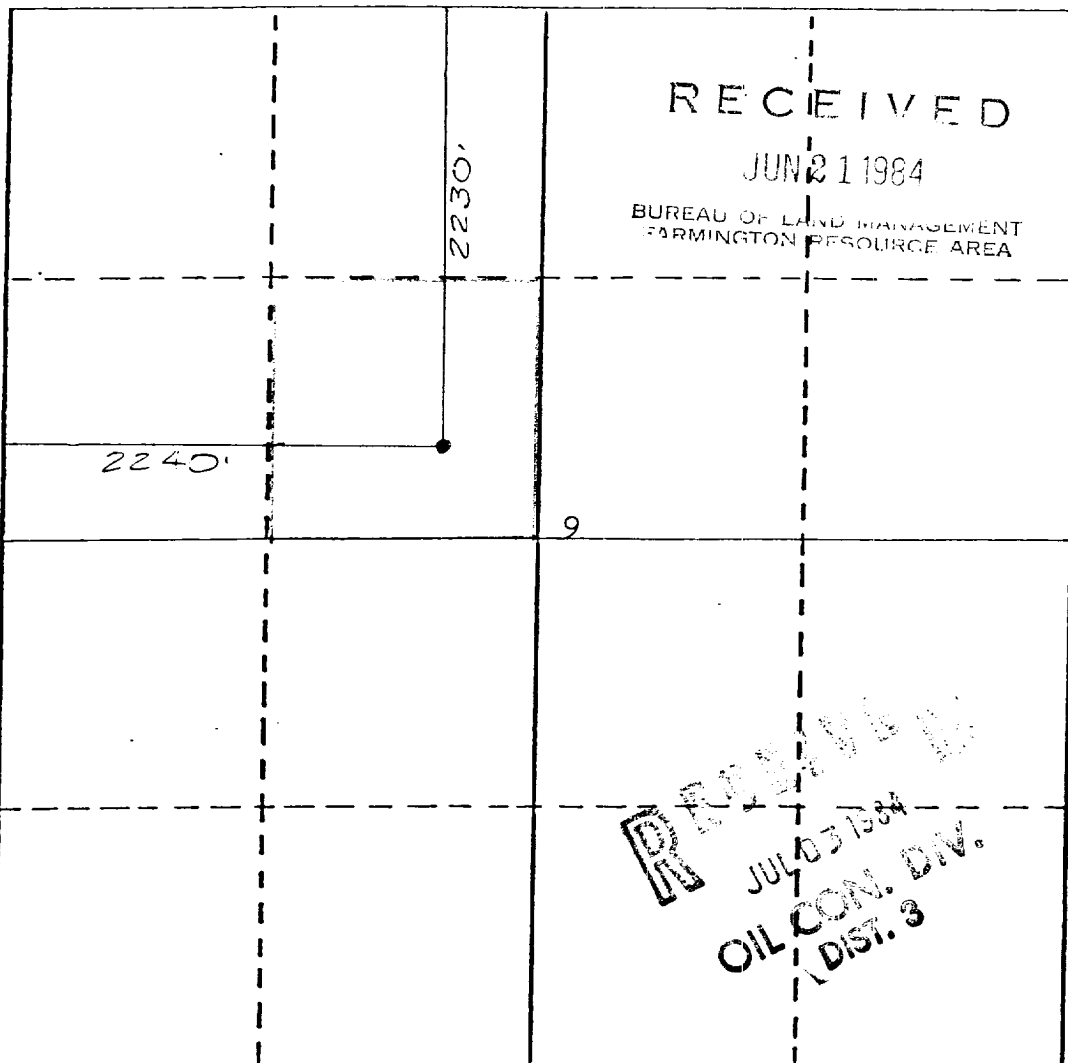 RECEIVED
JUN 21 1984
BUREAU OF LAND MANAGEMENT
FARMINGTON RESOURCE AREA
2230'
2240'
9
RECEIVED
JUL 03 1984
OIL CON. DIV.
DIST. 3